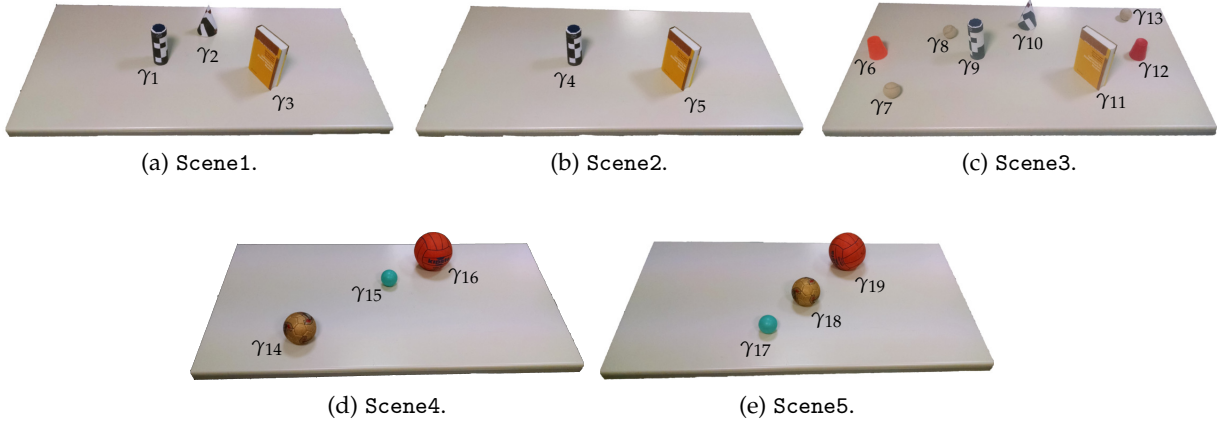 γ1
γ2
γ3
(a) Scene1.
γ4
γ5
(b) Scene2.
γ6
γ7
γ8
γ9
γ10
γ11
γ12
γ13
(c) Scene3.
γ14
γ15
γ16
(d) Scene4.
γ17
γ18
γ19
(e) Scene5.